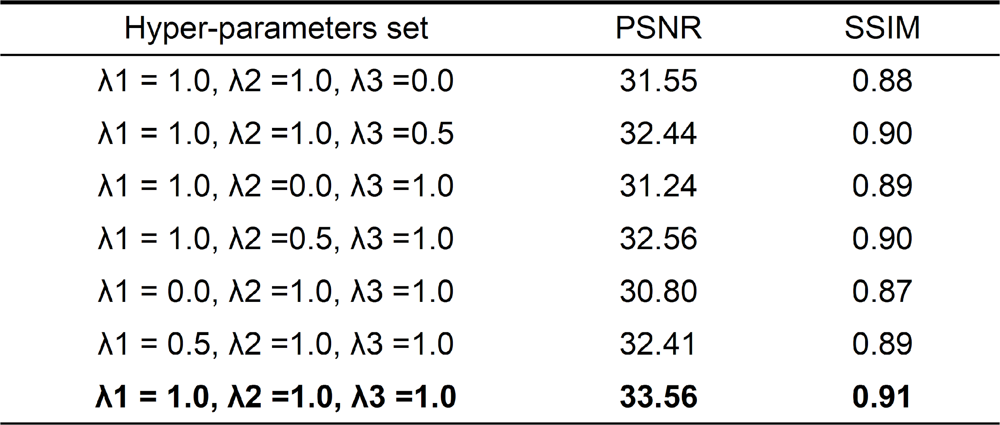 Hyper-parameters set PSNR SSIM
λ1 = 1.0, λ2 =1.0, λ3 =0.0 31.55 0.88
λ1 = 1.0, λ2 =1.0, λ3 =0.5 32.44 0.90
λ1 = 1.0, λ2 =0.0, λ3 =1.0 31.24 0.89
λ1 = 1.0, λ2 =0.5, λ3 =1.0 32.56 0.90
λ1 = 0.0, λ2 =1.0, λ3 =1.0 30.80 0.87
λ1 = 0.5, λ2 =1.0, λ3 =1.0 32.41 0.89
λ1 = 1.0, λ2 =1.0, λ3 =1.0 33.56 0.91